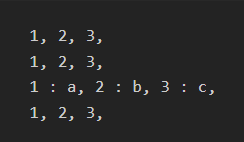 1, 2, 3,
1, 2, 3,
1 : a, 2 : b, 3 : c,
1, 2, 3,